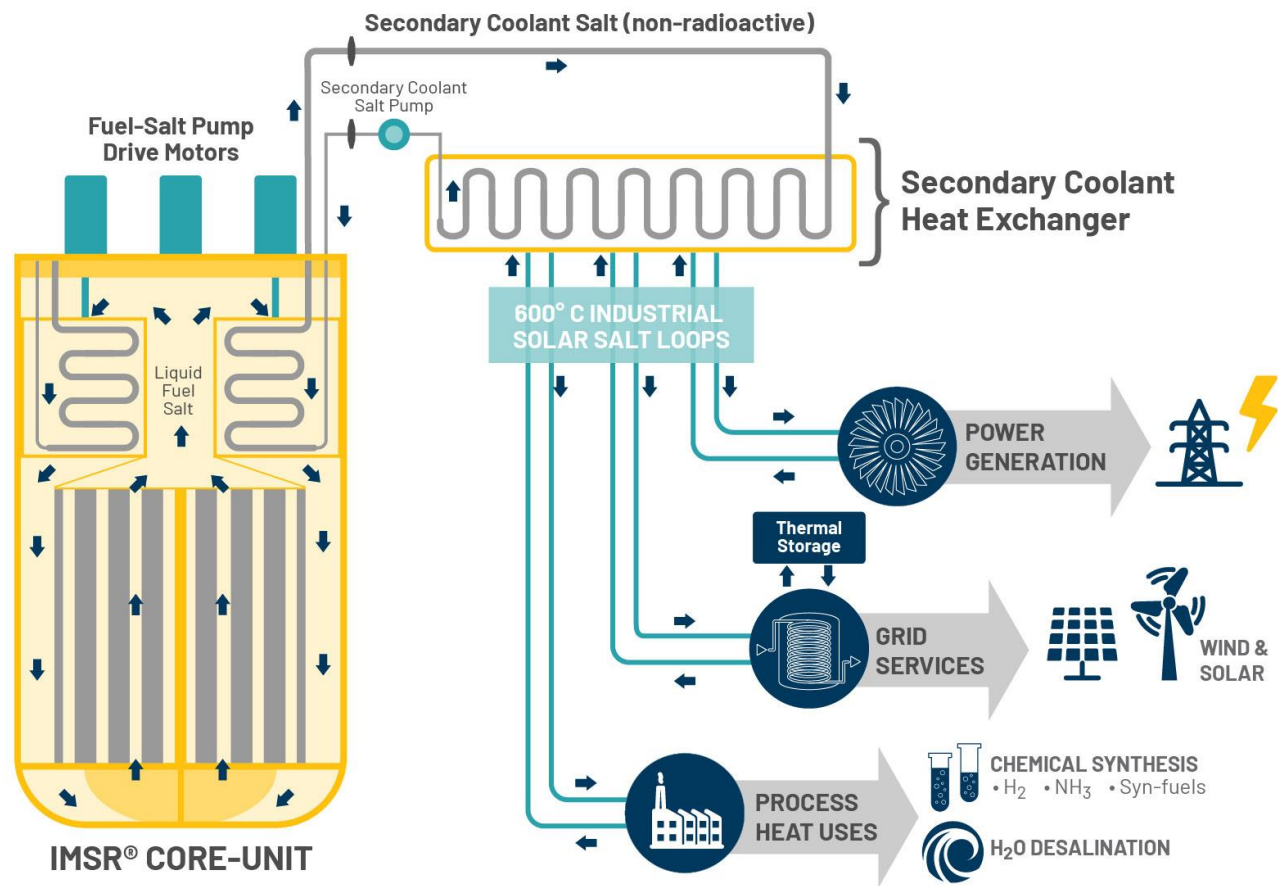 Secondary Coolant Salt (non-radioactive)
Secondary Coolant
Salt Pump
Fuel-Salt Pump
Drive Motors
Secondary Coolant
Heat Exchanger
600° C INDUSTRIAL
SOLAR SALT LOOPS
Liquid
Fuel
Salt
POWER
GENERATION
Thermal
Storage
GRID
SERVICES
WIND &
SOLAR
PROCESS
HEAT USES
CHEMICAL SYNTHESIS
• H₂ • NH₃ • Syn-fuels
H₂O DESALINATION
IMSR® CORE-UNIT